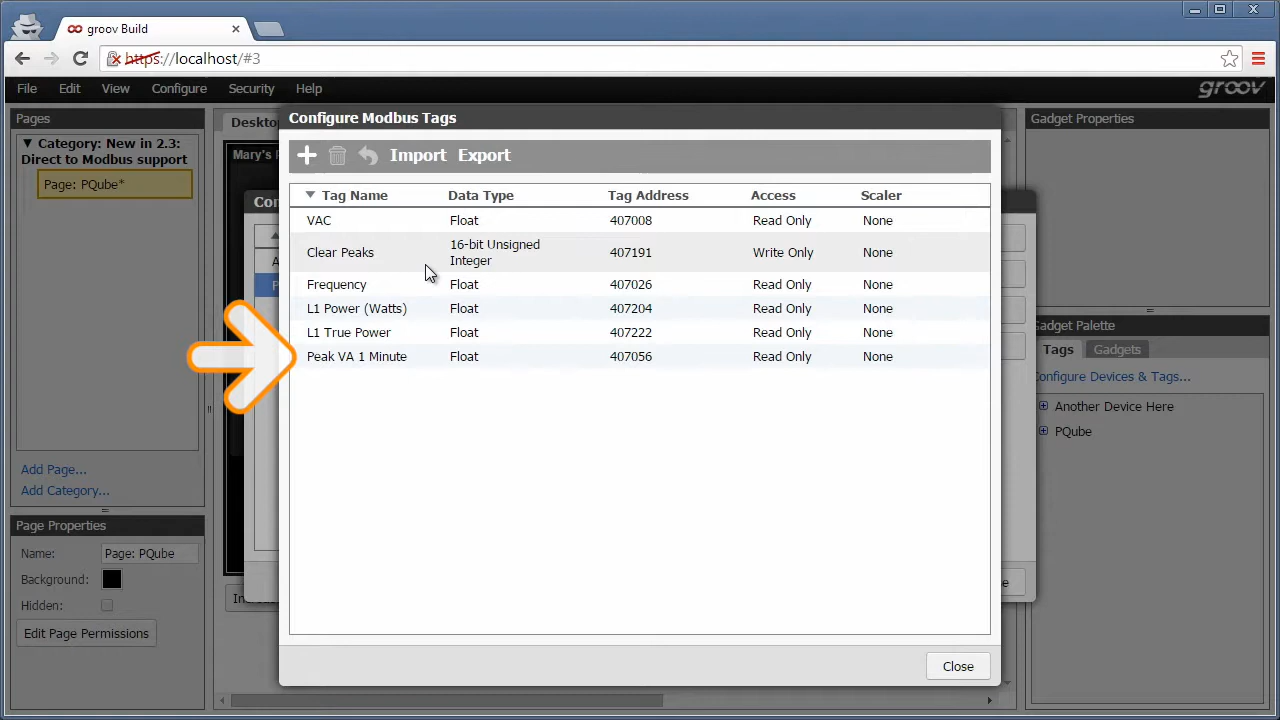 groov Build
https://localhost/#3
File Edit View Configure Security Help
groov
Pages
Category: New in 2.3:
Direct to Modbus support
Page: PQube*
Add Page...
Add Category...
Page Properties
Name: Page: PQube
Background:
Hidden:
Edit Page Permissions
Mary's
Configure Modbus Tags
Import Export
Tag Name Data Type Tag Address Access Scaler
VAC Float 407008 Read Only None
Clear Peaks 16-bit Unsigned Integer 407191 Write Only None
Frequency Float 407026 Read Only None
L1 Power (Watts) Float 407204 Read Only None
L1 True Power Float 407222 Read Only None
Peak VA 1 Minute Float 407056 Read Only None
Close
Gadget Properties
Gadget Palette
Tags Gadgets
Configure Devices & Tags...
Another Device Here
PQube